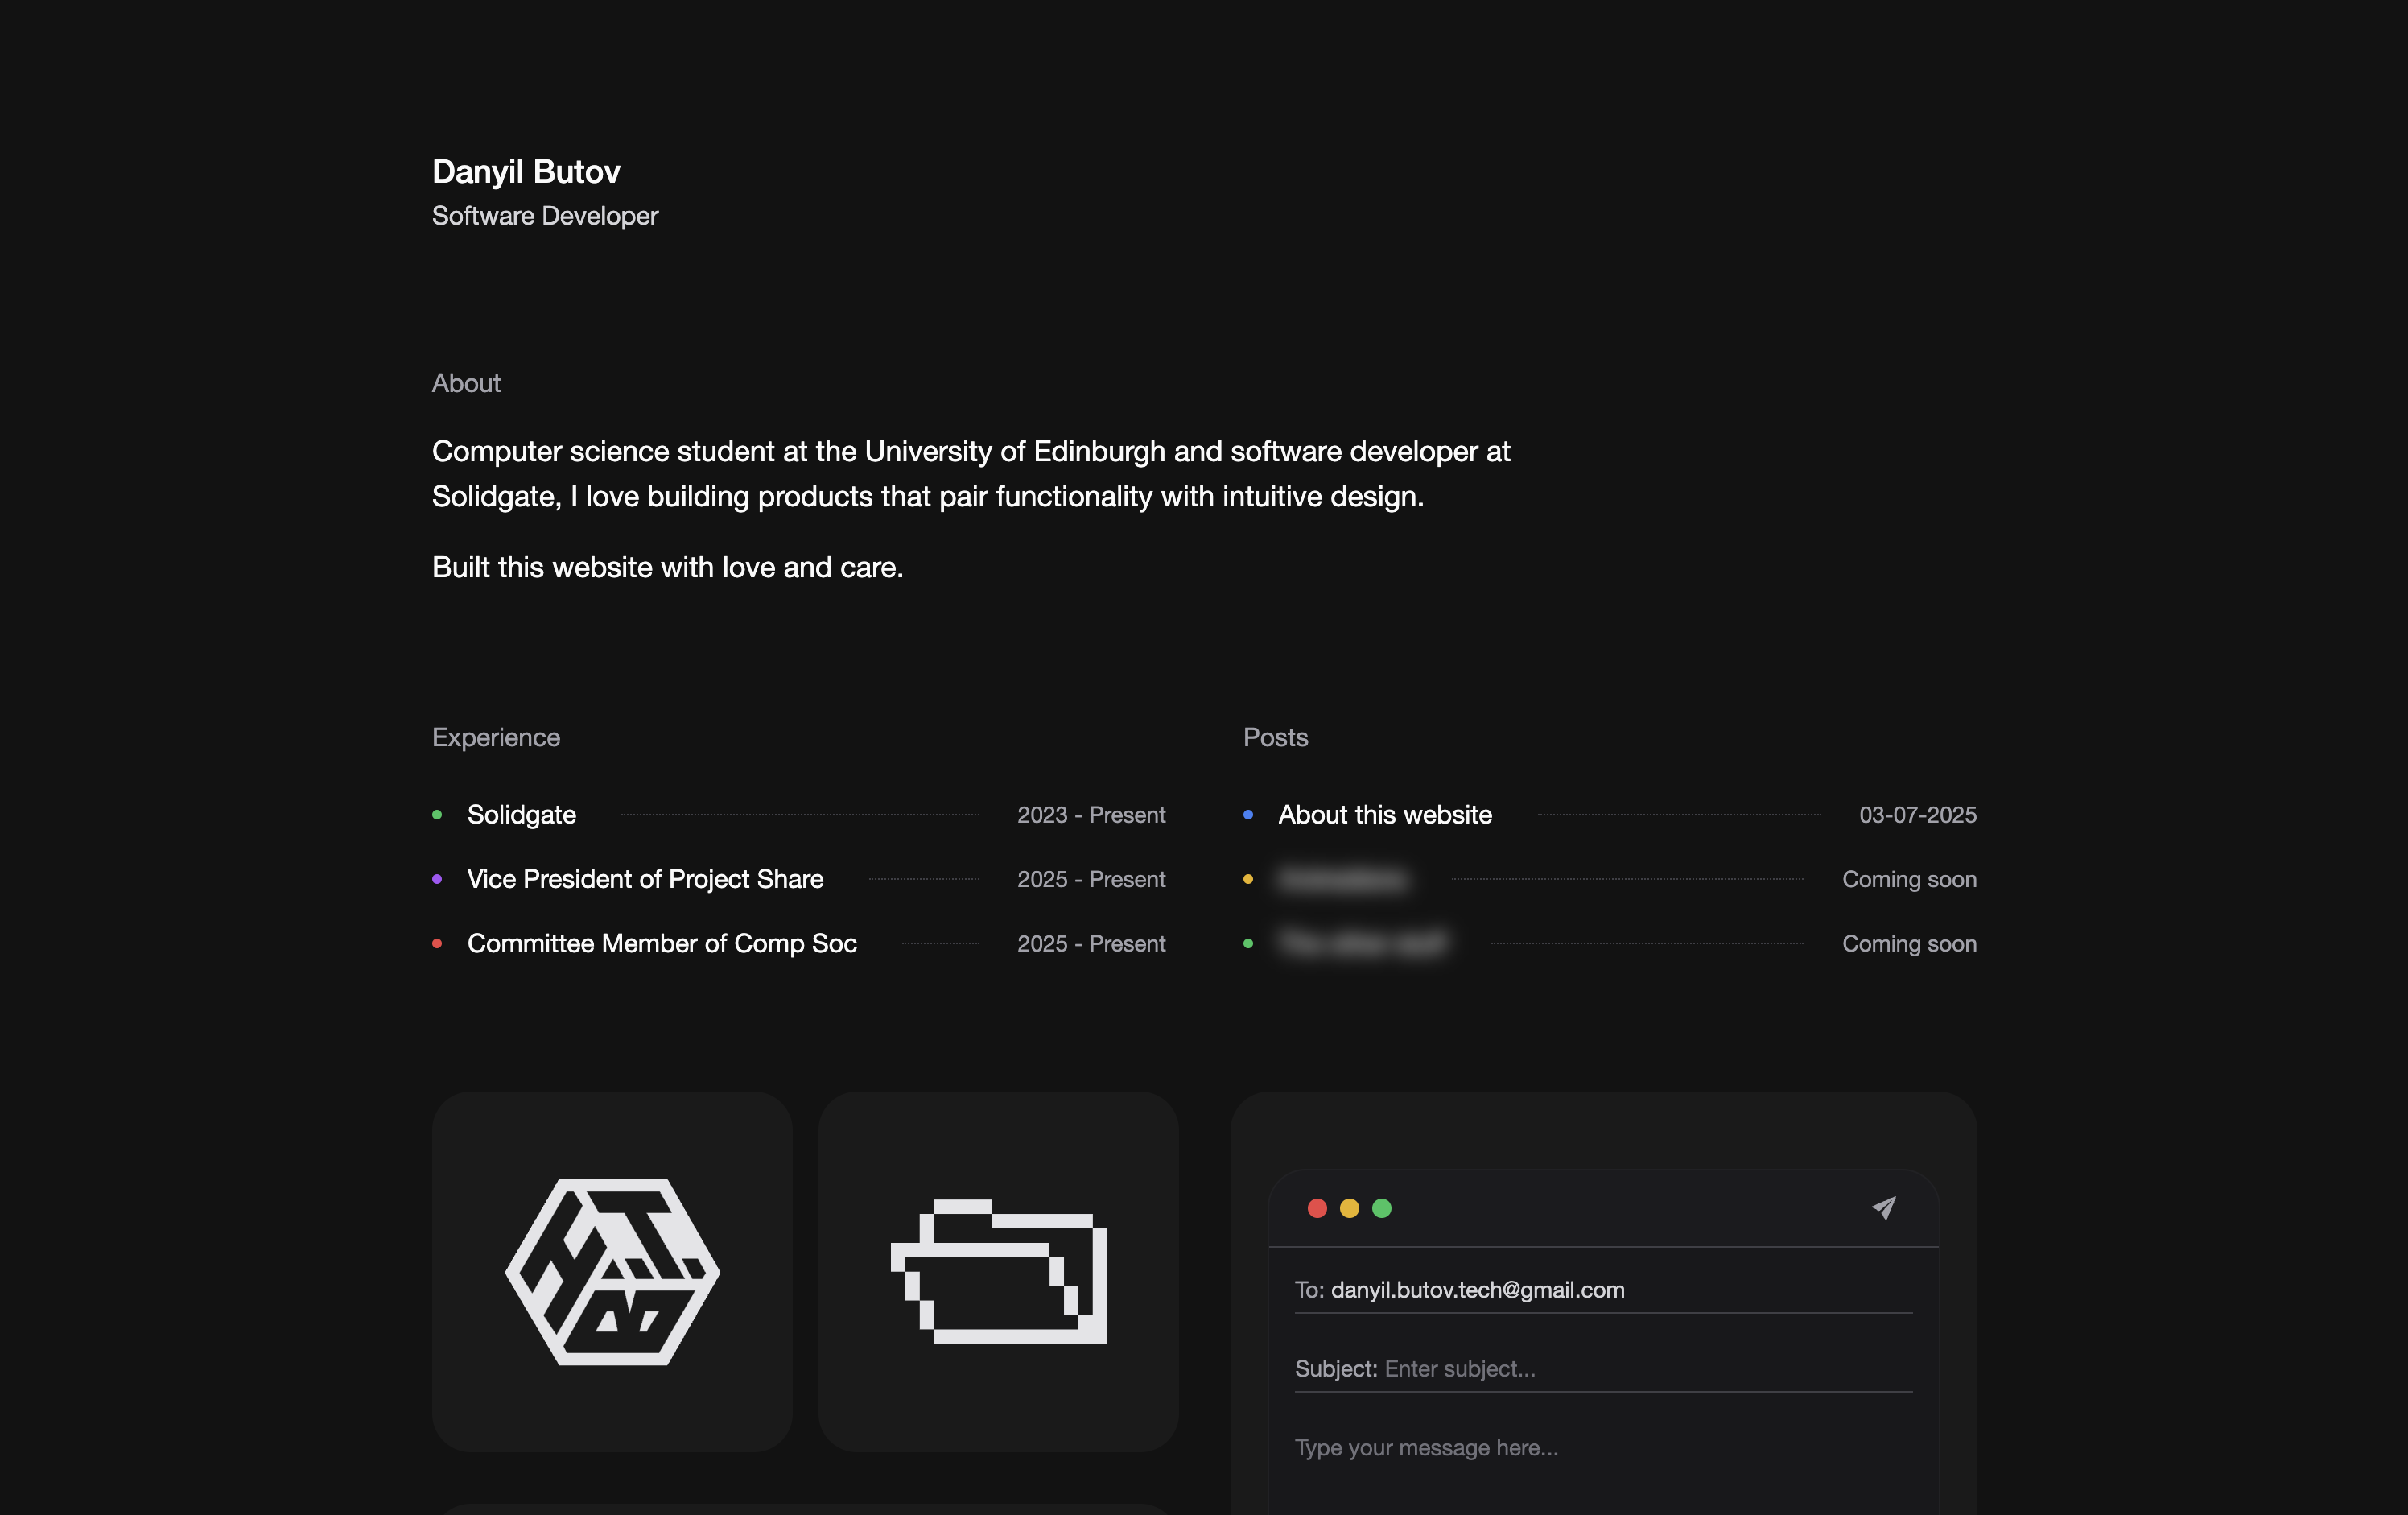 Danyil Butov
Software Developer
About
Computer science student at the University of Edinburgh and software developer at
Solidgate, I love building products that pair functionality with intuitive design.
Built this website with love and care.
Experience
Solidgate 2023 - Present
Vice President of Project Share 2025 - Present
Committee Member of Comp Soc 2025 - Present
Posts
About this website 03-07-2025
Coming soon
Coming soon
To: danyil.butov.tech@gmail.com
Subject: Enter subject...
Type your message here...